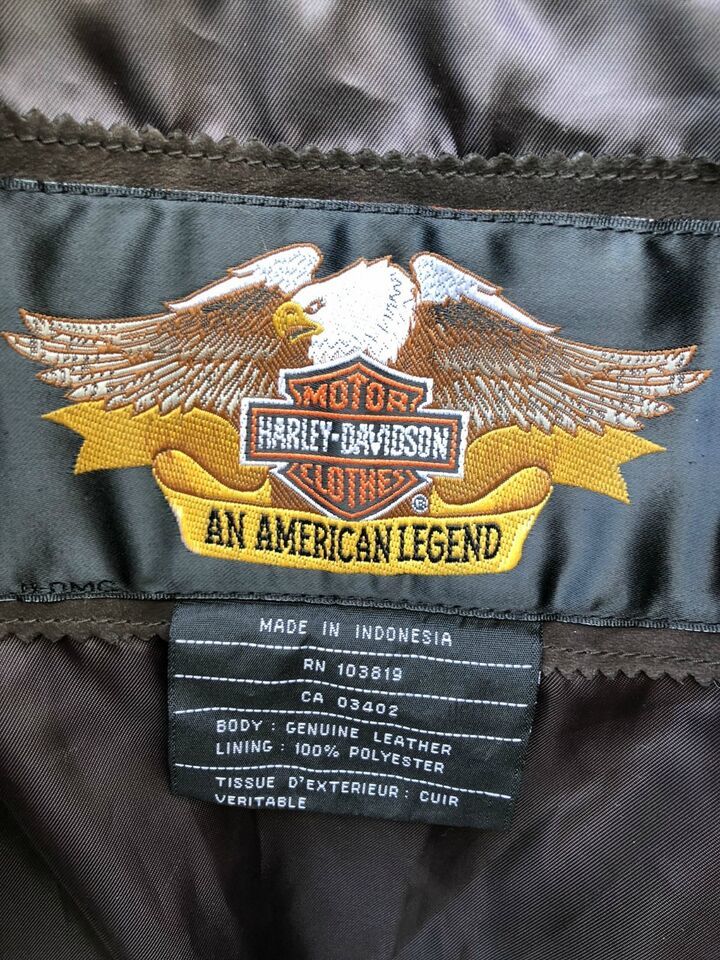 MOTOR
HARLEY-DAVIDSON
CLOTHES
®
AN AMERICAN LEGEND
MADE IN INDONESIA
RN 103819
CA 03402
BODY : GENUINE LEATHER
LINING : 100% POLYESTER
TISSUE D'EXTERIEUR : CUIR
VERITABLE